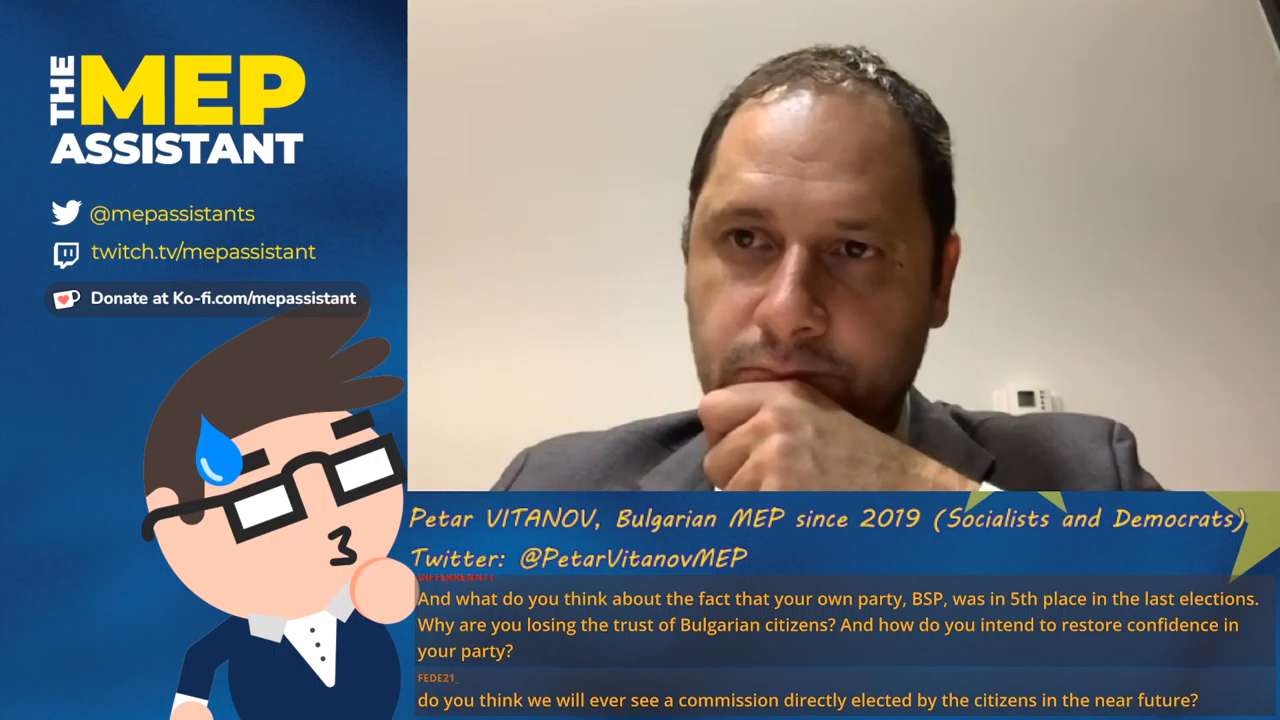 THE
MEP
ASSISTANT
@mepassistants
twitch.tv/mepassistant
Donate at Ko-fi.com/mepassistant
Petar VITANOV, Bulgarian MEP since 2019 (Socialists and Democrats)
Twitter: @PetarVitanovMEP
And what do you think about the fact that your own party, BSP, was in 5th place in the last elections.
Why are you losing the trust of Bulgarian citizens? And how do you intend to restore confidence in
your party?
FEDE21_
do you think we will ever see a commission directly elected by the citizens in the near future?